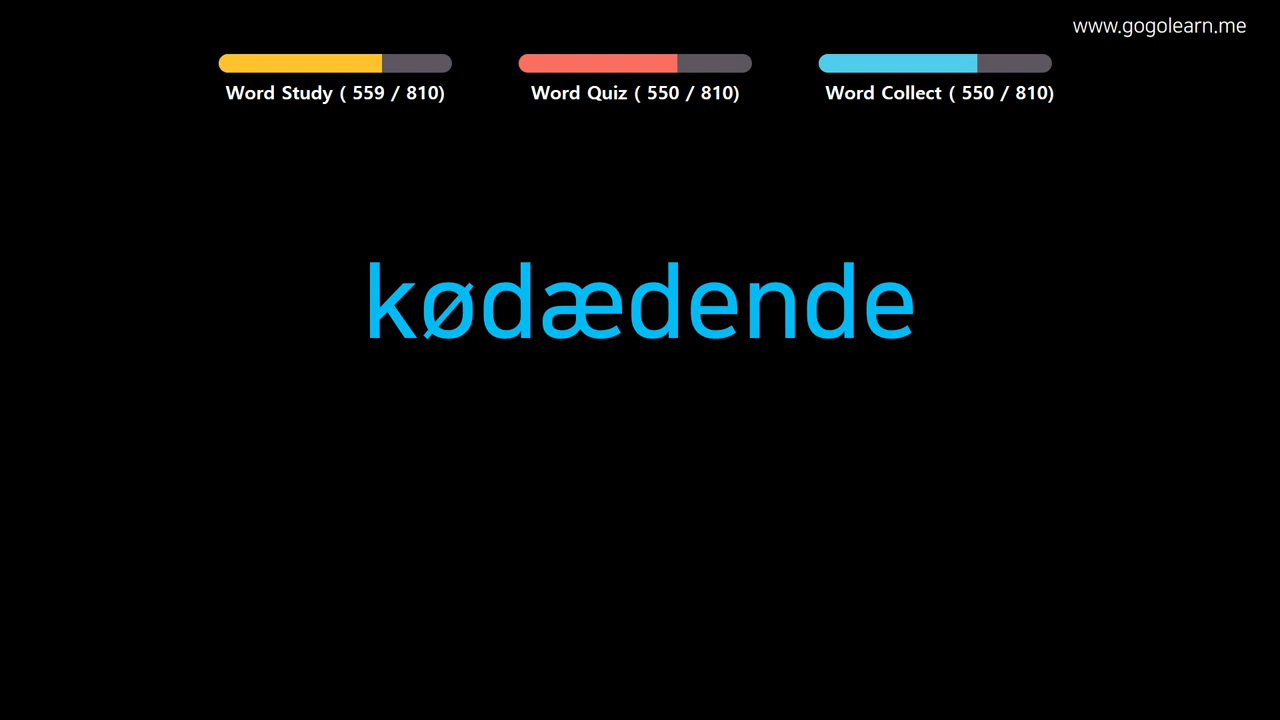 www.gogolearn.me
Word Study ( 559 / 810)
Word Quiz ( 550 / 810)
Word Collect ( 550 / 810)
kødædende